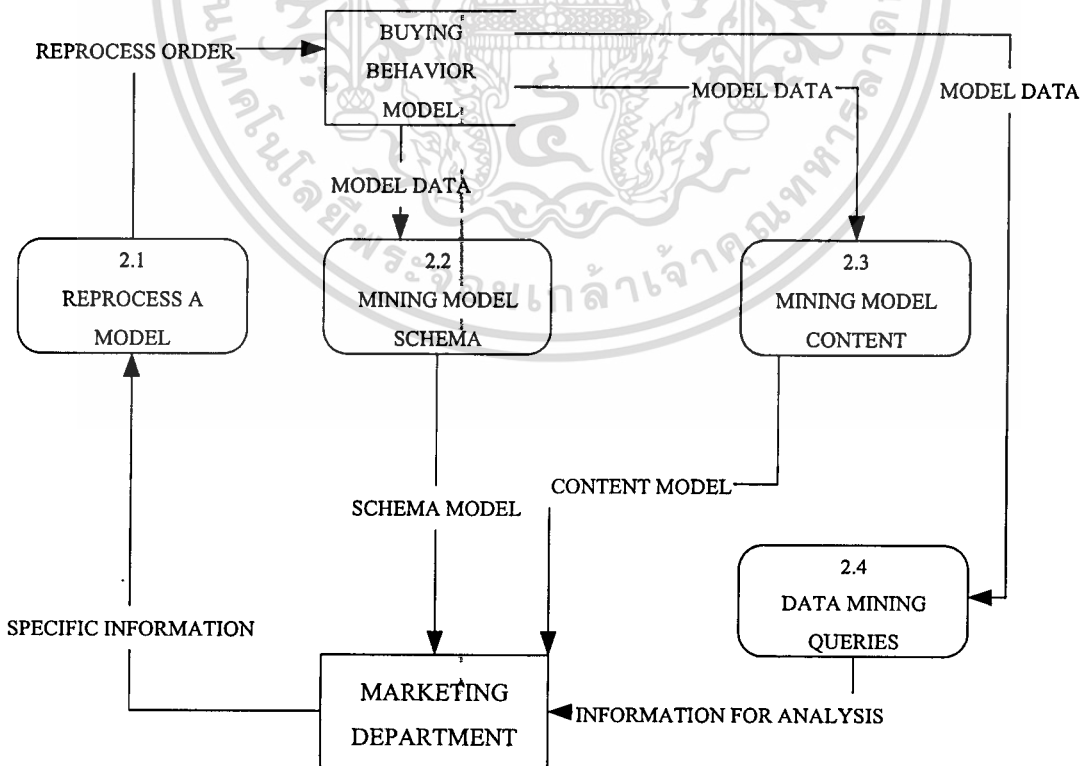 BUYING
BEHAVIOR
MODEL
REPROCESS ORDER
MODEL DATA
MODEL DATA
MODEL DATA
2.1
REPROCESS A
MODEL
2.2
MINING MODEL
SCHEMA
2.3
MINING MODEL
CONTENT
SCHEMA MODEL
CONTENT MODEL
2.4
DATA MINING
QUERIES
SPECIFIC INFORMATION
MARKETING
DEPARTMENT
INFORMATION FOR ANALYSIS